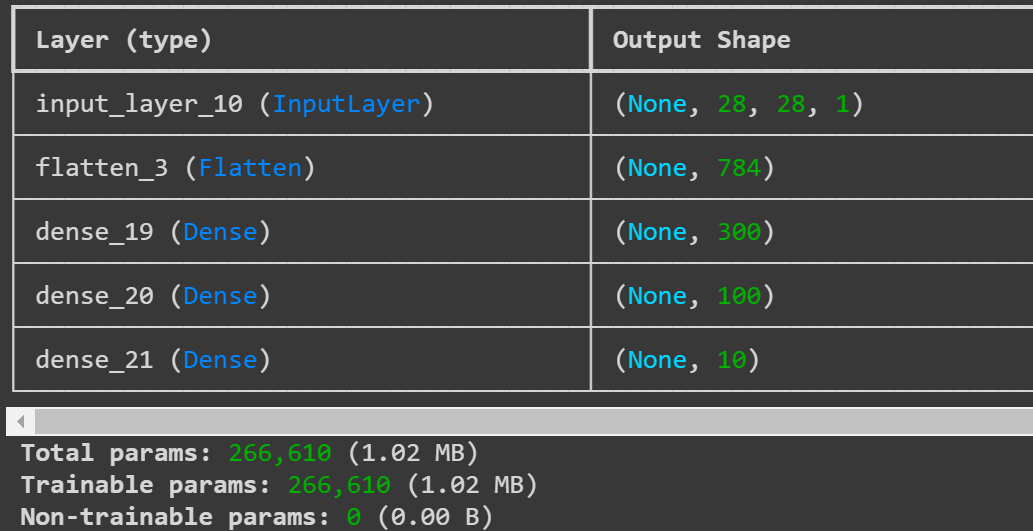 Layer (type) Output Shape
input_layer_10 (InputLayer) (None, 28, 28, 1)
flatten_3 (Flatten) (None, 784)
dense_19 (Dense) (None, 300)
dense_20 (Dense) (None, 100)
dense_21 (Dense) (None, 10)
Total params: 266,610 (1.02 MB)
Trainable params: 266,610 (1.02 MB)
Non-trainable params: 0 (0.00 B)